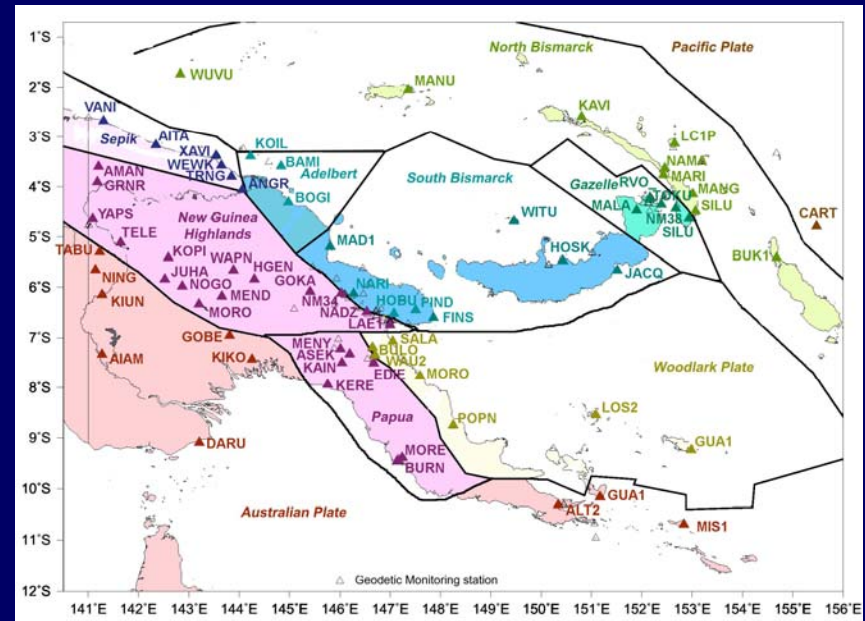 1°S
North Bismarck
Pacific Plate
WUVU
MANU
2°S
KAVI
VANI
3°S
AITA
KOIL
LC1P
Sepik
XAVI
WEWK
BAMI
NAMA
TRNG
Adelbert
South Bismarck
Gazelle
RVO
MARI
AMAN
GRNR
4°S
ANGR
BOGI
TOKU
MANG
MALA
NM38
SILU
SILU
YAPS
New Guinea
Highlands
WITU
CART
TELE
5°S
TABU
KOPI
WAPN
MAD1
HOSK
BUK1
NING
JUHA
HGEN
JACQ
NOGO
GOKA
NARI
6°S
KIUN
MEND
NM34
HOBU
PIND
MORO
NADZ
FINS
LAE1
7°S
GOBE
MENY
SALA
BULO
AIAM
KIKO
ASEK
WAU2
Woodlark Plate
KAIN
EDIE
MORO
8°S
KERE
Papua
POPN
LOS2
9°S
DARU
MORE
GUA1
BURN
10°S
GUA1
Australian Plate
ALT2
MIS1
11°S
Geodetic Monitoring station
12°S
141°E 142°E 143°E 144°E 145°E 146°E 147°E 148°E 149°E 150°E 151°E 152°E 153°E 154°E 155°E 156°E